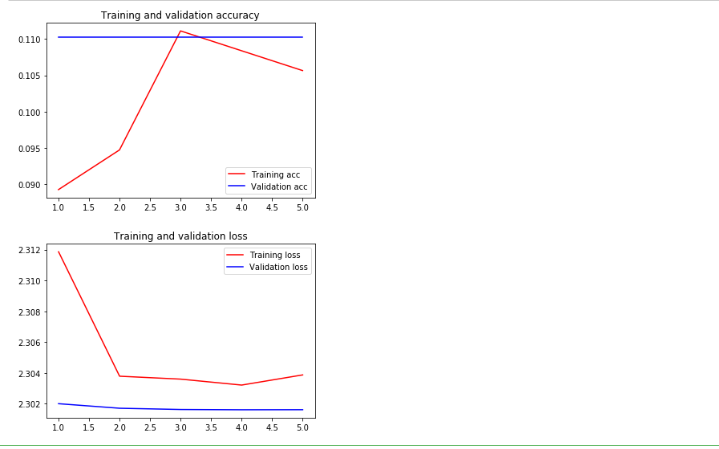 Training and validation accuracy
0.110
0.105
0.100
0.095
0.090
Training acc
Validation acc
1.0 1.5 2.0 2.5 3.0 3.5 4.0 4.5 5.0
Training and validation loss
2.312
2.310
2.308
2.306
2.304
2.302
Training loss
Validation loss
1.0 1.5 2.0 2.5 3.0 3.5 4.0 4.5 5.0